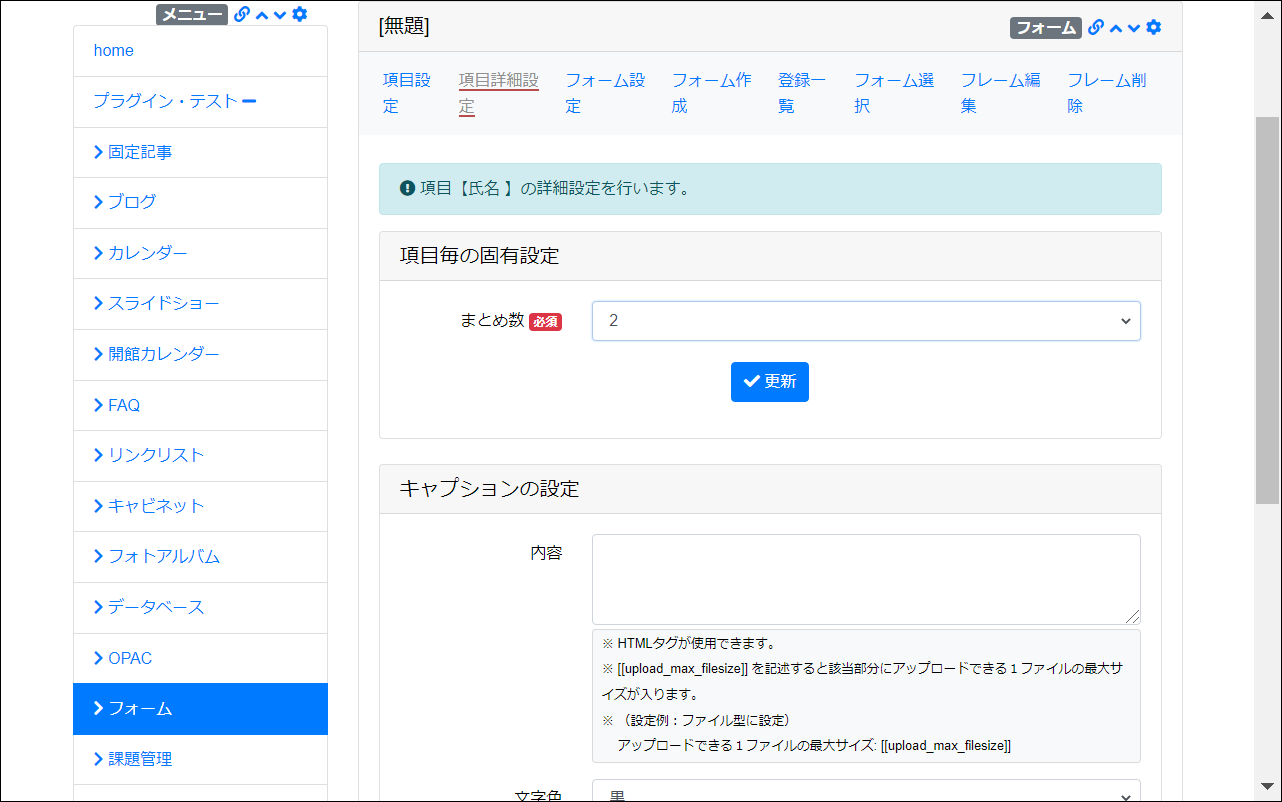 メニュー
home
プラグイン・テスト
固定記事
ブログ
カレンダー
スライドショー
開館カレンダー
FAQ
リンクリスト
キャビネット
フォトアルバム
データベース
OPAC
フォーム
課題管理
[無題]
フォーム
項目設
定
項目詳細設
定
フォーム設
定
フォーム作
成
登録一
覧
フォーム選
択
フレーム編
集
フレーム削
除
項目【氏名 】の詳細設定を行います。
項目毎の固有設定
まとめ数 必須
2
更新
キャプションの設定
内容
※ HTMLタグが使用できます。
※ [[upload_max_filesize]] を記述すると該当部分にアップロードできる１ファイルの最大サ
イズが入ります。
※ （設定例：ファイル型に設定）
アップロードできる１ファイルの最大サイズ: [[upload_max_filesize]]
文字色
黒